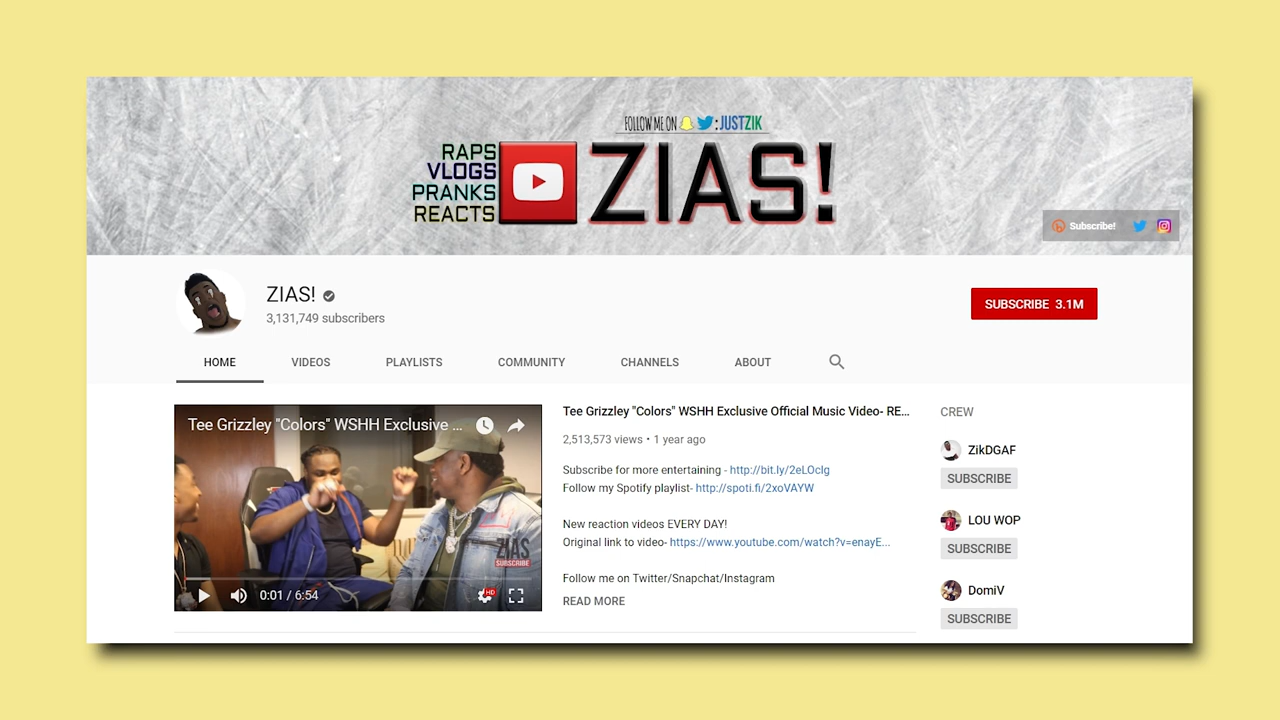 FOLLOW ME ON : JUSTZIK
RAPS
VLOGS
PRANKS
REACTS
ZIAS!
Subscribe!
ZIAS!
3,131,749 subscribers
SUBSCRIBE 3.1M
HOME VIDEOS PLAYLISTS COMMUNITY CHANNELS ABOUT
Tee Grizzley "Colors" WSHH Exclusive ...
ZIAS
SUBSCRIBE
0:01 / 6:54
HD
Tee Grizzley "Colors" WSHH Exclusive Official Music Video- RE...
2,513,573 views • 1 year ago
Subscribe for more entertaining - http://bit.ly/2eLOclg
Follow my Spotify playlist- http://spoti.fi/2xoVAYW
New reaction videos EVERY DAY!
Original link to video- https://www.youtube.com/watch?v=enayE...
Follow me on Twitter/Snapchat/Instagram
READ MORE
CREW
ZikDGAF
SUBSCRIBE
LOU WOP
SUBSCRIBE
DomiV
SUBSCRIBE